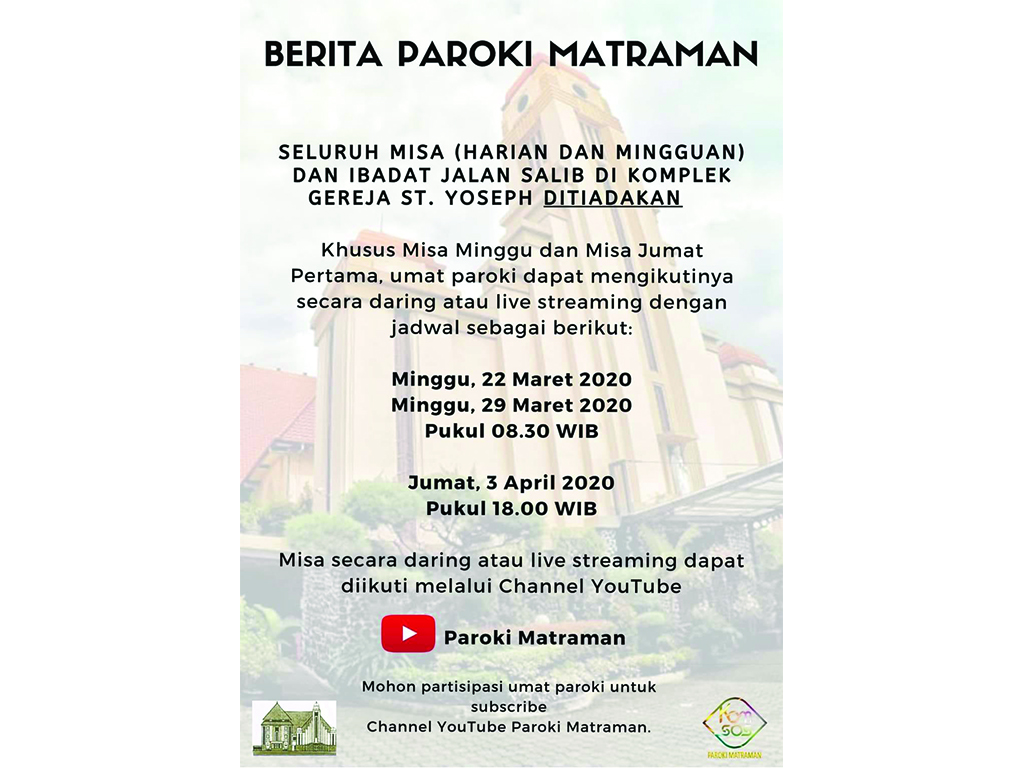 BERITA PAROKI MATRAMAN
SELURUH MISA (HARIAN DAN MINGGUAN)
DAN IBADAT JALAN SALIB DI KOMPLEK
GEREJA ST. YOSEPH DITIADAKAN
Khusus Misa Minggu dan Misa Jumat
Pertama, umat paroki dapat mengikutinya
secara daring atau live streaming dengan
jadwal sebagai berikut:
Minggu, 22 Maret 2020
Minggu, 29 Maret 2020
Pukul 08.30 WIB
Jumat, 3 April 2020
Pukul 18.00 WIB
Misa secara daring atau live streaming dapat
diikuti melalui Channel YouTube
Paroki Matraman
Mohon partisipasi umat paroki untuk
subscribe
Channel YouTube Paroki Matraman.
KOM
SOS
PAROKI MATRAMAN